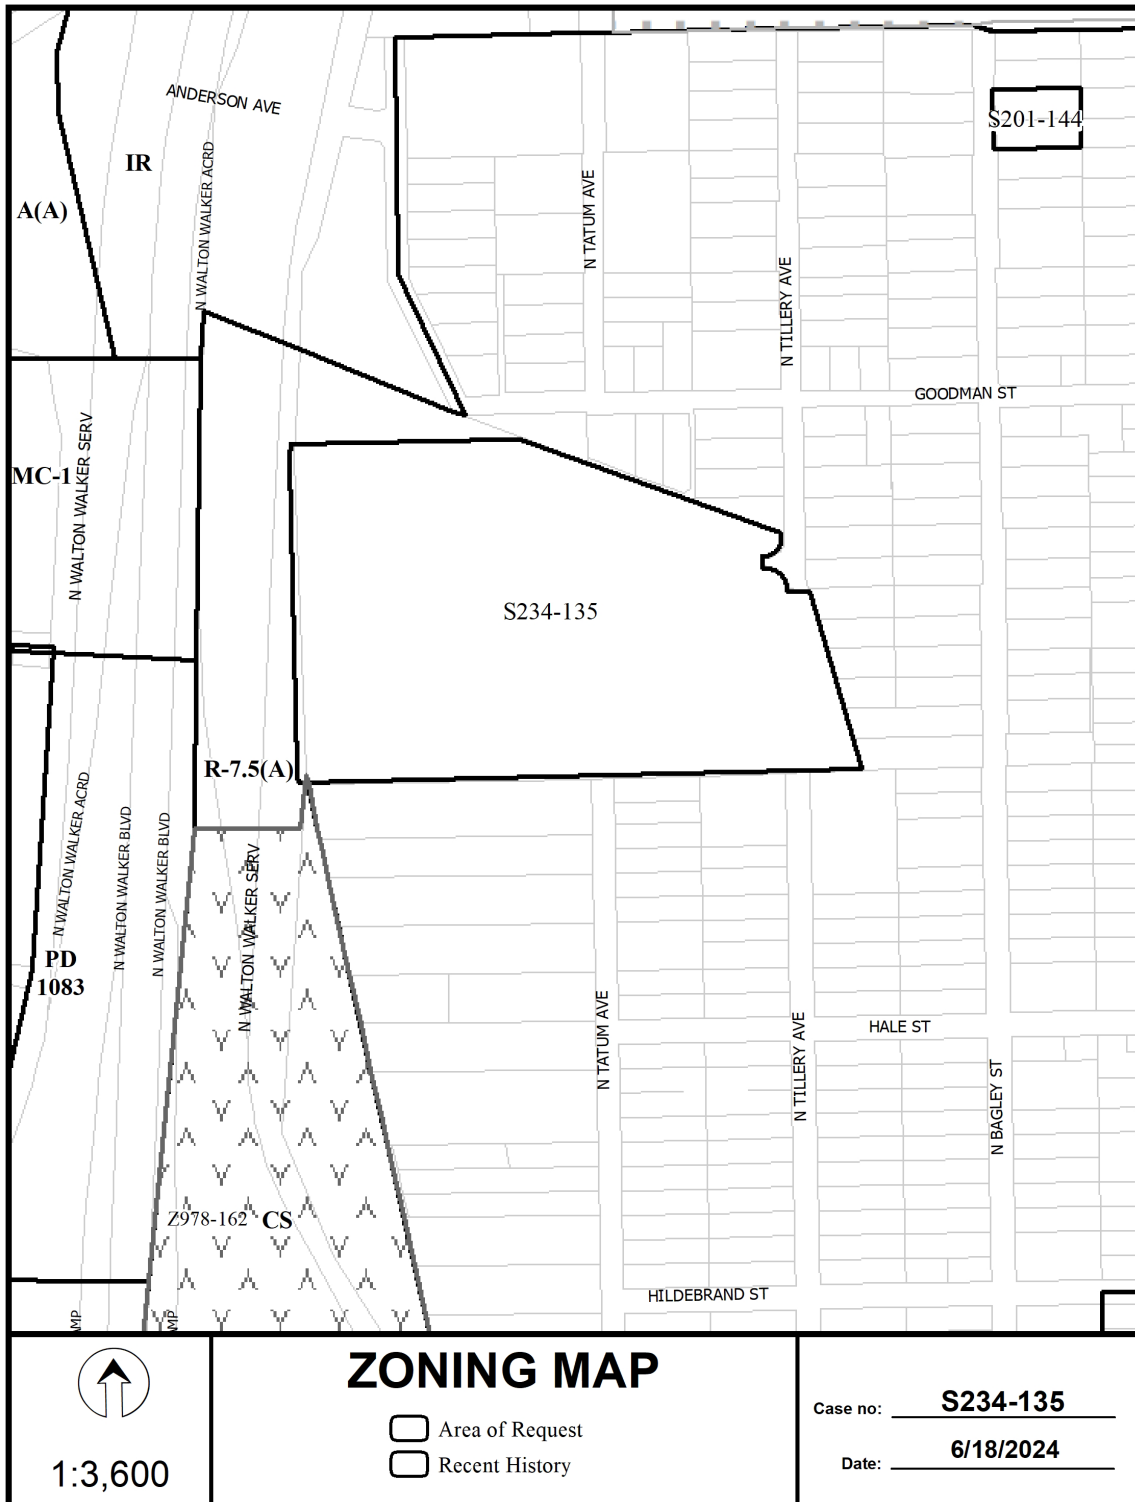 ANDERSON AVE
S201-144
IR
A(A)
N WALTON WALKER ACRD
N TATUM AVE
N TILLERY AVE
GOODMAN ST
MC-1
N WALTON WALKER SERV
S234-135
R-7.5(A)
N WALTON WALKER ACRD
N WALTON WALKER BLVD
N WALTON WALKER BLVD
N WALTON WALKER SERV
PD
1083
N TATUM AVE
N TILLERY AVE
HALE ST
N BAGLEY ST
Z978-162
CS
HILDEBRAND ST
MP
MP
ZONING MAP
Area of Request
Recent History
1:3,600
Case no: S234-135
Date: 6/18/2024